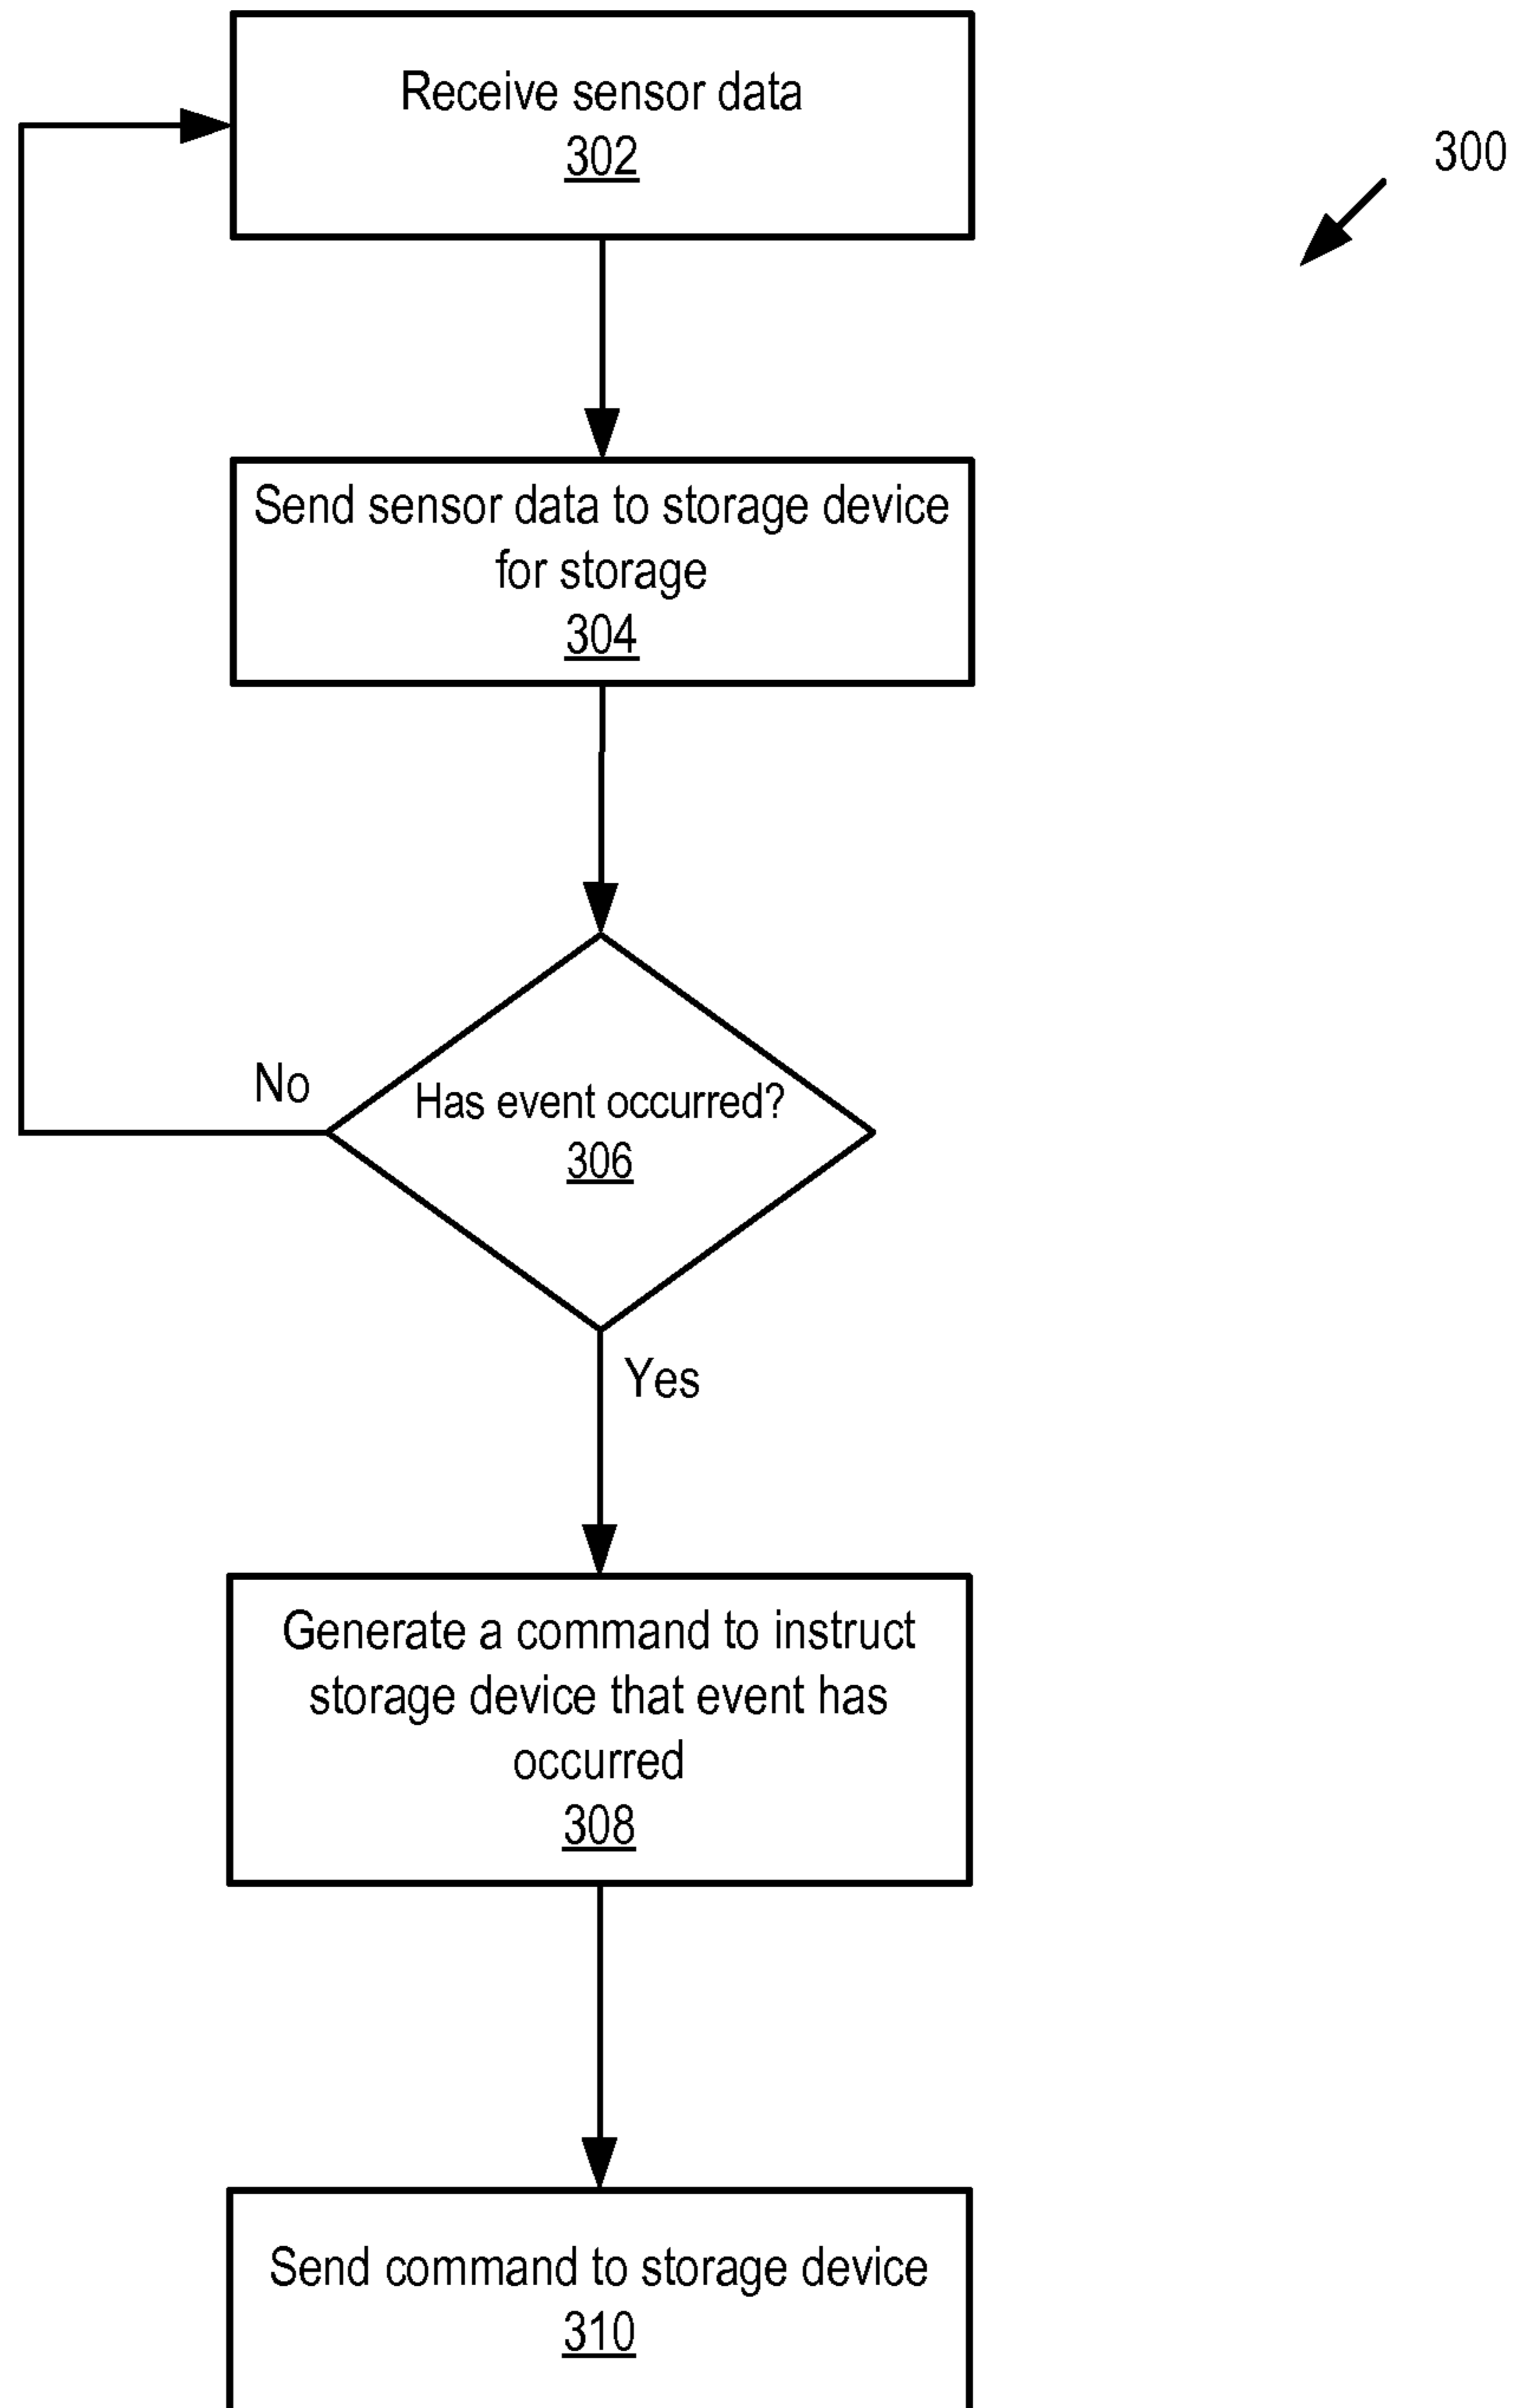 Receive sensor data
302
300
Send sensor data to storage device
for storage
304
No
Has event occurred?
306
Yes
Generate a command to instruct
storage device that event has
occurred
308
Send command to storage device
310